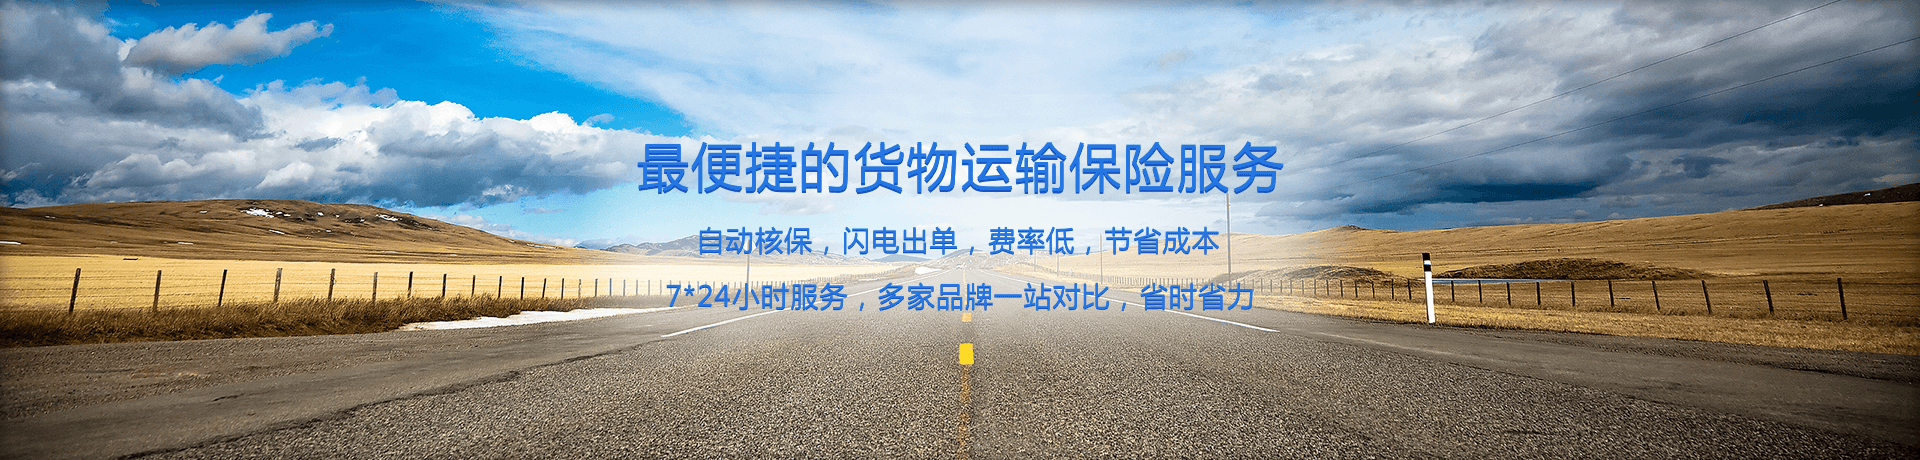 最便捷的货物运输保险服务
自动核保，闪电出单，费率低，节省成本
7*24小时服务，多家品牌一站对比，省时省力